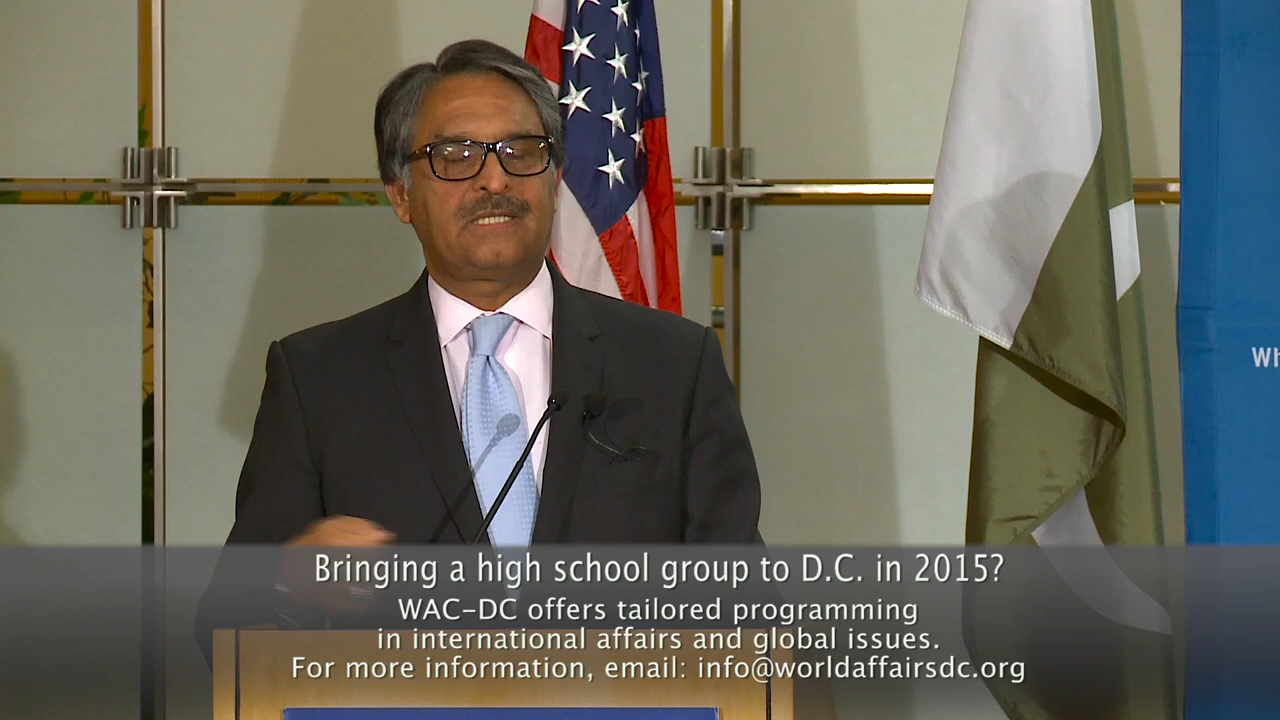 Wh
Bringing a high school group to D.C. in 2015?
WAC-DC offers tailored programming
in international affairs and global issues.
For more information, email: info@worldaffairsdc.org